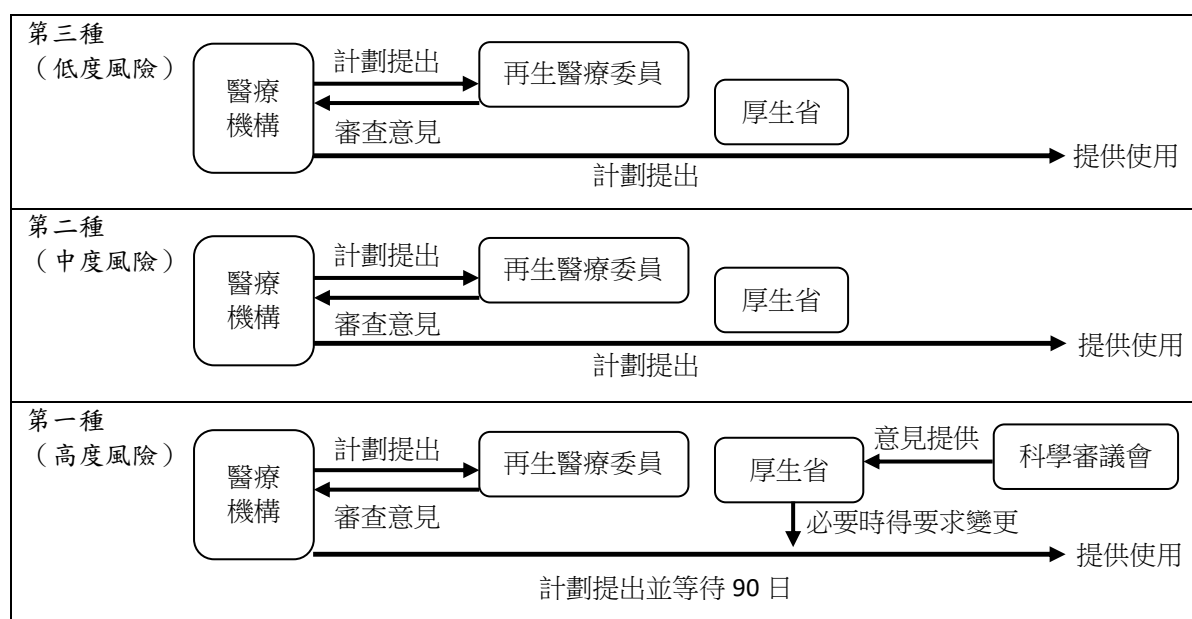 第三種
（低度風險）
醫療
機構
計劃提出
審查意見
再生醫療委員
厚生省
計劃提出
提供使用
第二種
（中度風險）
醫療
機構
計劃提出
審查意見
再生醫療委員
厚生省
計劃提出
提供使用
第一種
（高度風險）
醫療
機構
計劃提出
審查意見
再生醫療委員
厚生省
意見提供
科學審議會
必要時得要求變更
提供使用
計劃提出並等待 90 日